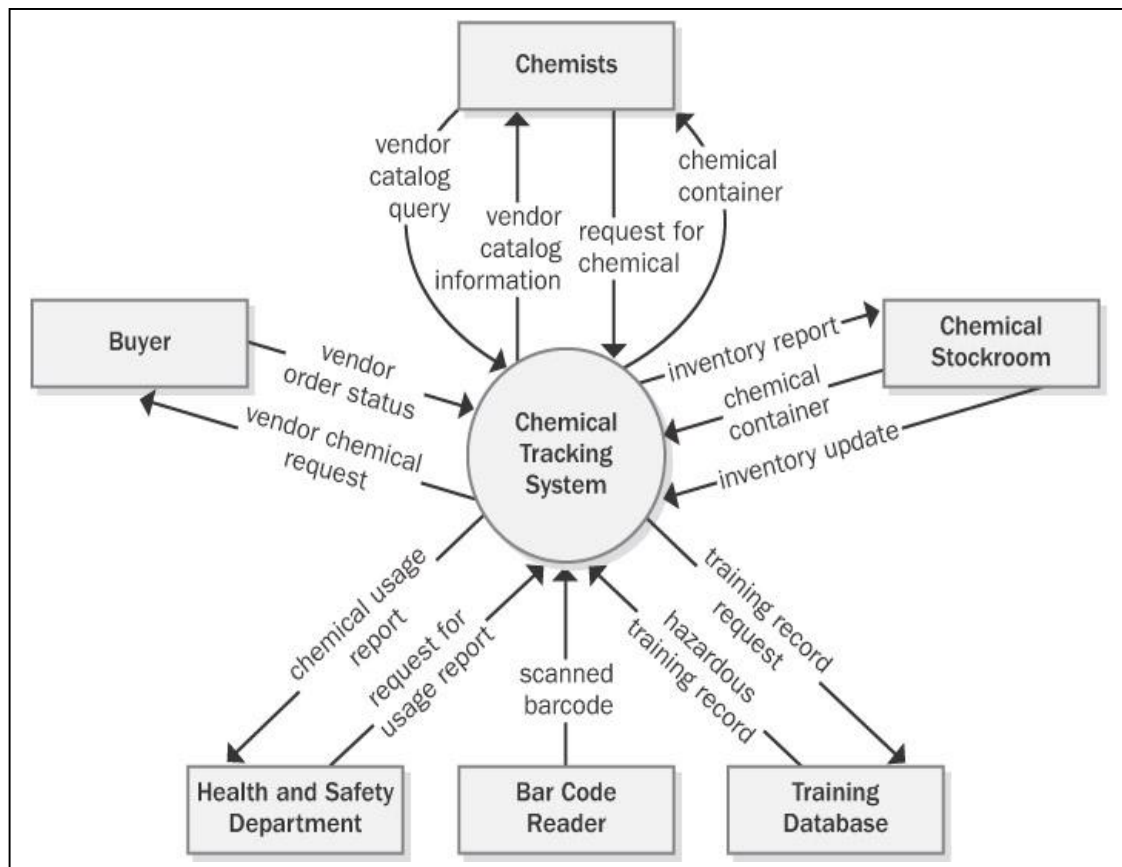 Chemists
vendor
catalog
query
vendor
catalog
information
request for
chemical
chemical
container
Buyer
vendor
order status
vendor chemical
request
Chemical
Tracking
System
inventory report
chemical
container
inventory update
Chemical
Stockroom
chemical usage
report
request for
usage report
scanned
barcode
hazardous
training record
training record
request
Health and Safety
Department
Bar Code
Reader
Training
Database